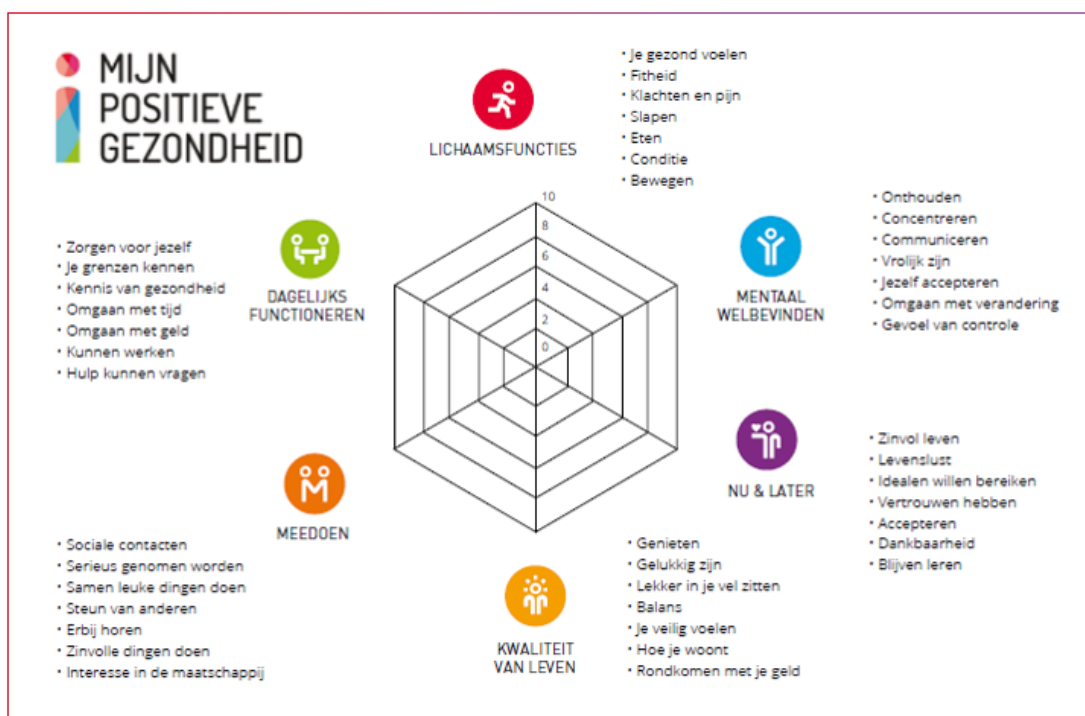 MIJN
POSITIEVE
GEZONDHEID
LICHAAMSFUNCTIES
• Je gezond voelen
• Fitheid
• Klachten en pijn
• Slapen
• Eten
• Conditie
• Bewegen
MENTAAL
WELBEVINDEN
• Onthouden
• Concentreren
• Communiceren
• Vrolijk zijn
• Jezelf accepteren
• Omgaan met verandering
• Gevoel van controle
NU & LATER
• Zinvol leven
• Levenslust
• Idealen willen bereiken
• Vertrouwen hebben
• Accepteren
• Dankbaarheid
• Blijven leren
KWALITEIT
VAN LEVEN
• Genieten
• Gelukkig zijn
• Lekker in je vel zitten
• Balans
• Je veilig voelen
• Hoe je woont
• Rondkomen met je geld
MEEDOEN
• Sociale contacten
• Serieus genomen worden
• Samen leuke dingen doen
• Steun van anderen
• Erbij horen
• Zinvolle dingen doen
• Interesse in de maatschappij
DAGELIJKS
FUNCTIONEREN
• Zorgen voor jezelf
• Je grenzen kennen
• Kennis van gezondheid
• Omgaan met tijd
• Omgaan met geld
• Kunnen werken
• Hulp kunnen vragen
10
8
6
4
2
0